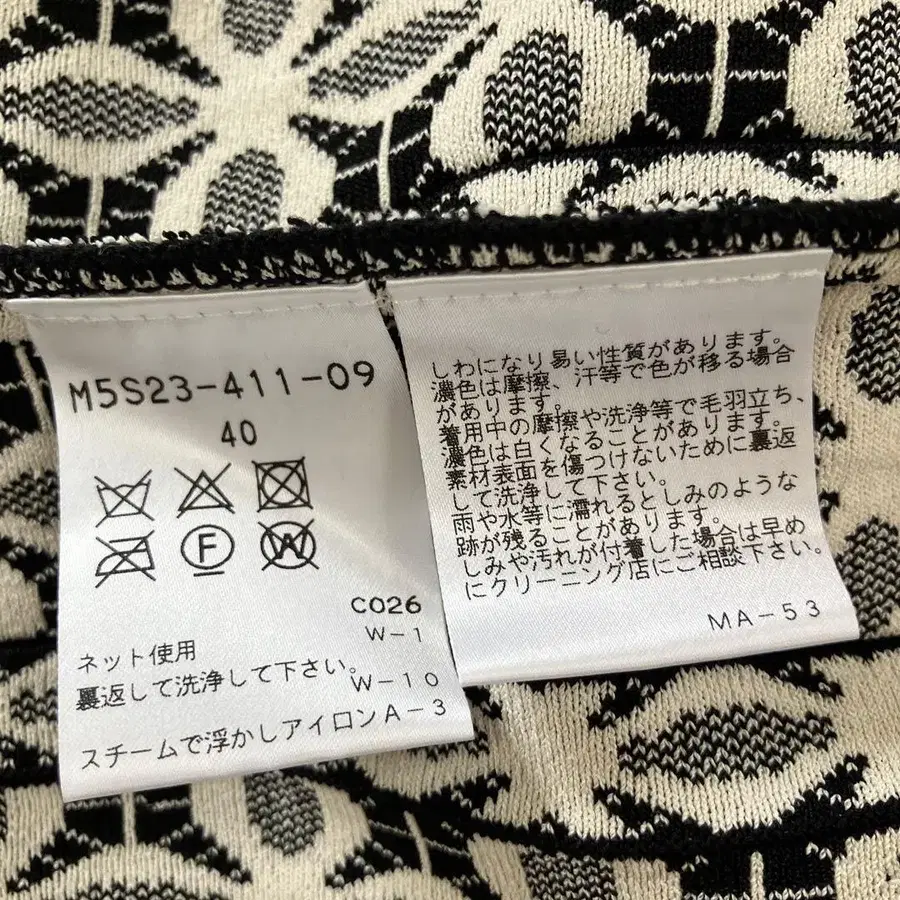 M5S23-411-09
40
F
W
C026
W-1
ネット使用
裏返して洗浄して下さい。
W-10
スチームで浮かしアイロンA-3
しわになり易い性質があります。
濃色は摩擦、汗等で色が移る場合
があります。
着用中の摩擦や洗浄等で毛羽立ち、
濃色は白くなることがあります。
素材表面を傷つけないために裏返
して洗浄して下さい。
雨や水等に濡れるとしみのような
跡が残ることがあります。
しみや汚れが付着した場合は早め
にクリーニング店にご相談下さい。
MA-53